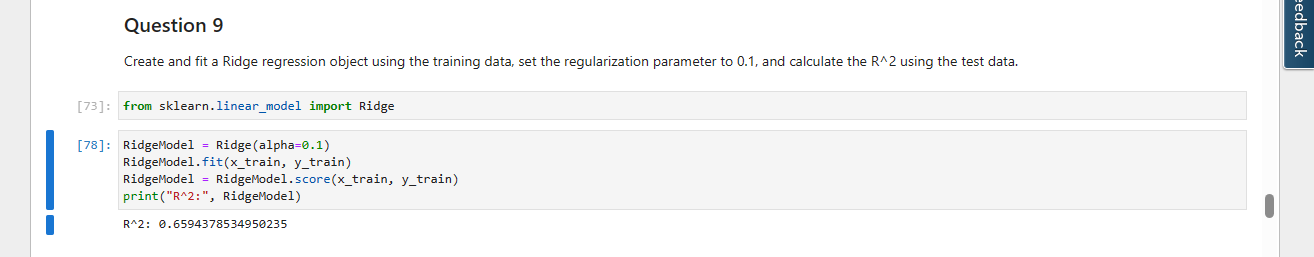 Question 9
Create and fit a Ridge regression object using the training data, set the regularization parameter to 0.1, and calculate the R^2 using the test data.
[73]: from sklearn.linear_model import Ridge
[78]: RidgeModel = Ridge(alpha=0.1)
RidgeModel.fit(x_train, y_train)
RidgeModel = RidgeModel.score(x_train, y_train)
print("R^2:", RidgeModel)
R^2: 0.6594378534950235
eedback